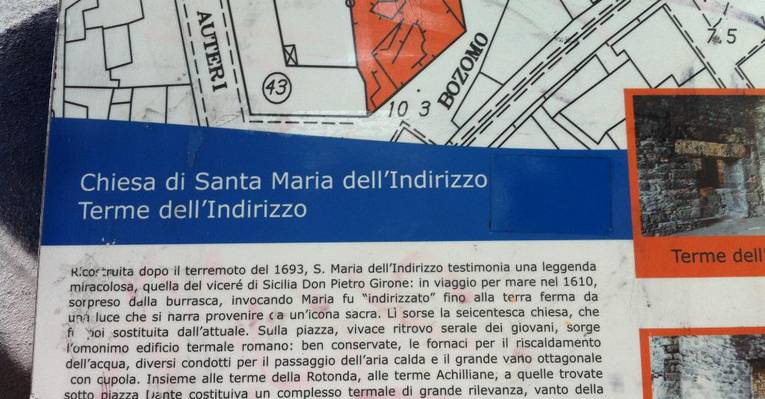 AUTERI
43
10 3
BOZOMO
7.5
Chiesa di Santa Maria dell'Indirizzo
Terme dell'Indirizzo
Terme dell'
Ricostruita dopo il terremoto del 1693, S. Maria dell'Indirizzo testimonia una leggenda
miracolosa, quella del viceré di Sicilia Don Pietro Girone: in viaggio per mare nel 1610,
sorpreso dalla burrasca, invocando Maria fu "indirizzato" fino alla terra ferma da
una luce che si narra provenire da un'icona sacra. Lì sorse la seicentesca chiesa, che
fu poi sostituita dall'attuale. Sulla piazza, vivace ritrovo serale dei giovani, sorge
l'omonimo edificio termale romano: ben conservate, le fornaci per il riscaldamento
dell'acqua, diversi condotti per il passaggio dell'aria calda e il grande vano ottagonale
con cupola. Insieme alle terme della Rotonda, alle terme Achilliane, a quelle trovate
sotto piazza Dante costituiva un complesso termale di grande rilevanza, vanto della